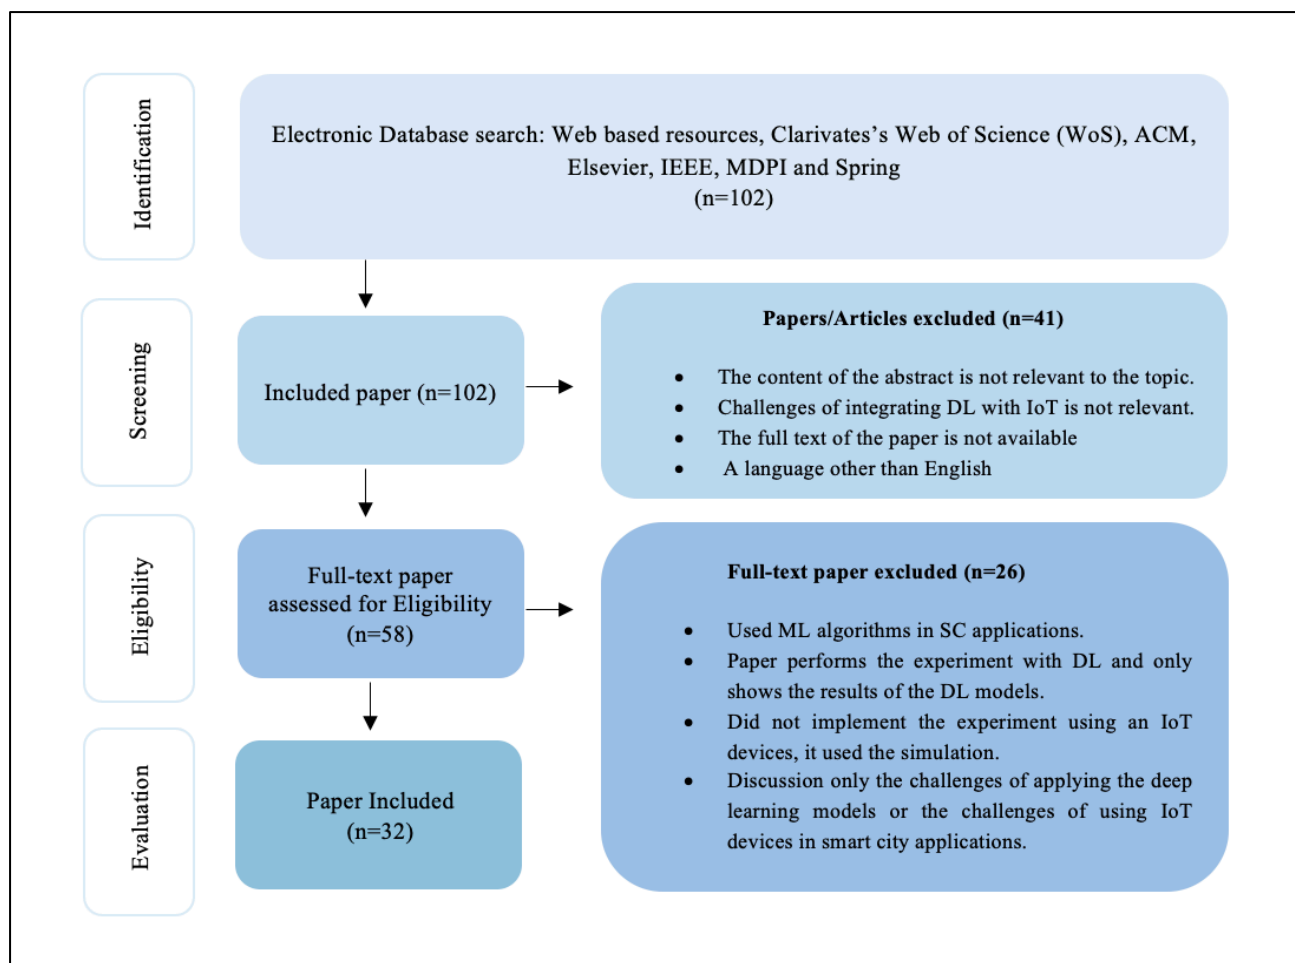 Identification
Electronic Database search: Web based resources, Clarivates’s Web of Science (WoS), ACM,
Elsevier, IEEE, MDPI and Spring
(n=102)
Screening
Included paper (n=102)
Papers/Articles excluded (n=41)
• The content of the abstract is not relevant to the topic.
• Challenges of integrating DL with IoT is not relevant.
• The full text of the paper is not available
• A language other than English
Eligibility
Full-text paper
assessed for Eligibility
(n=58)
Full-text paper excluded (n=26)
• Used ML algorithms in SC applications.
• Paper performs the experiment with DL and only
shows the results of the DL models.
• Did not implement the experiment using an IoT
devices, it used the simulation.
• Discussion only the challenges of applying the deep
learning models or the challenges of using IoT
devices in smart city applications.
Evaluation
Paper Included
(n=32)